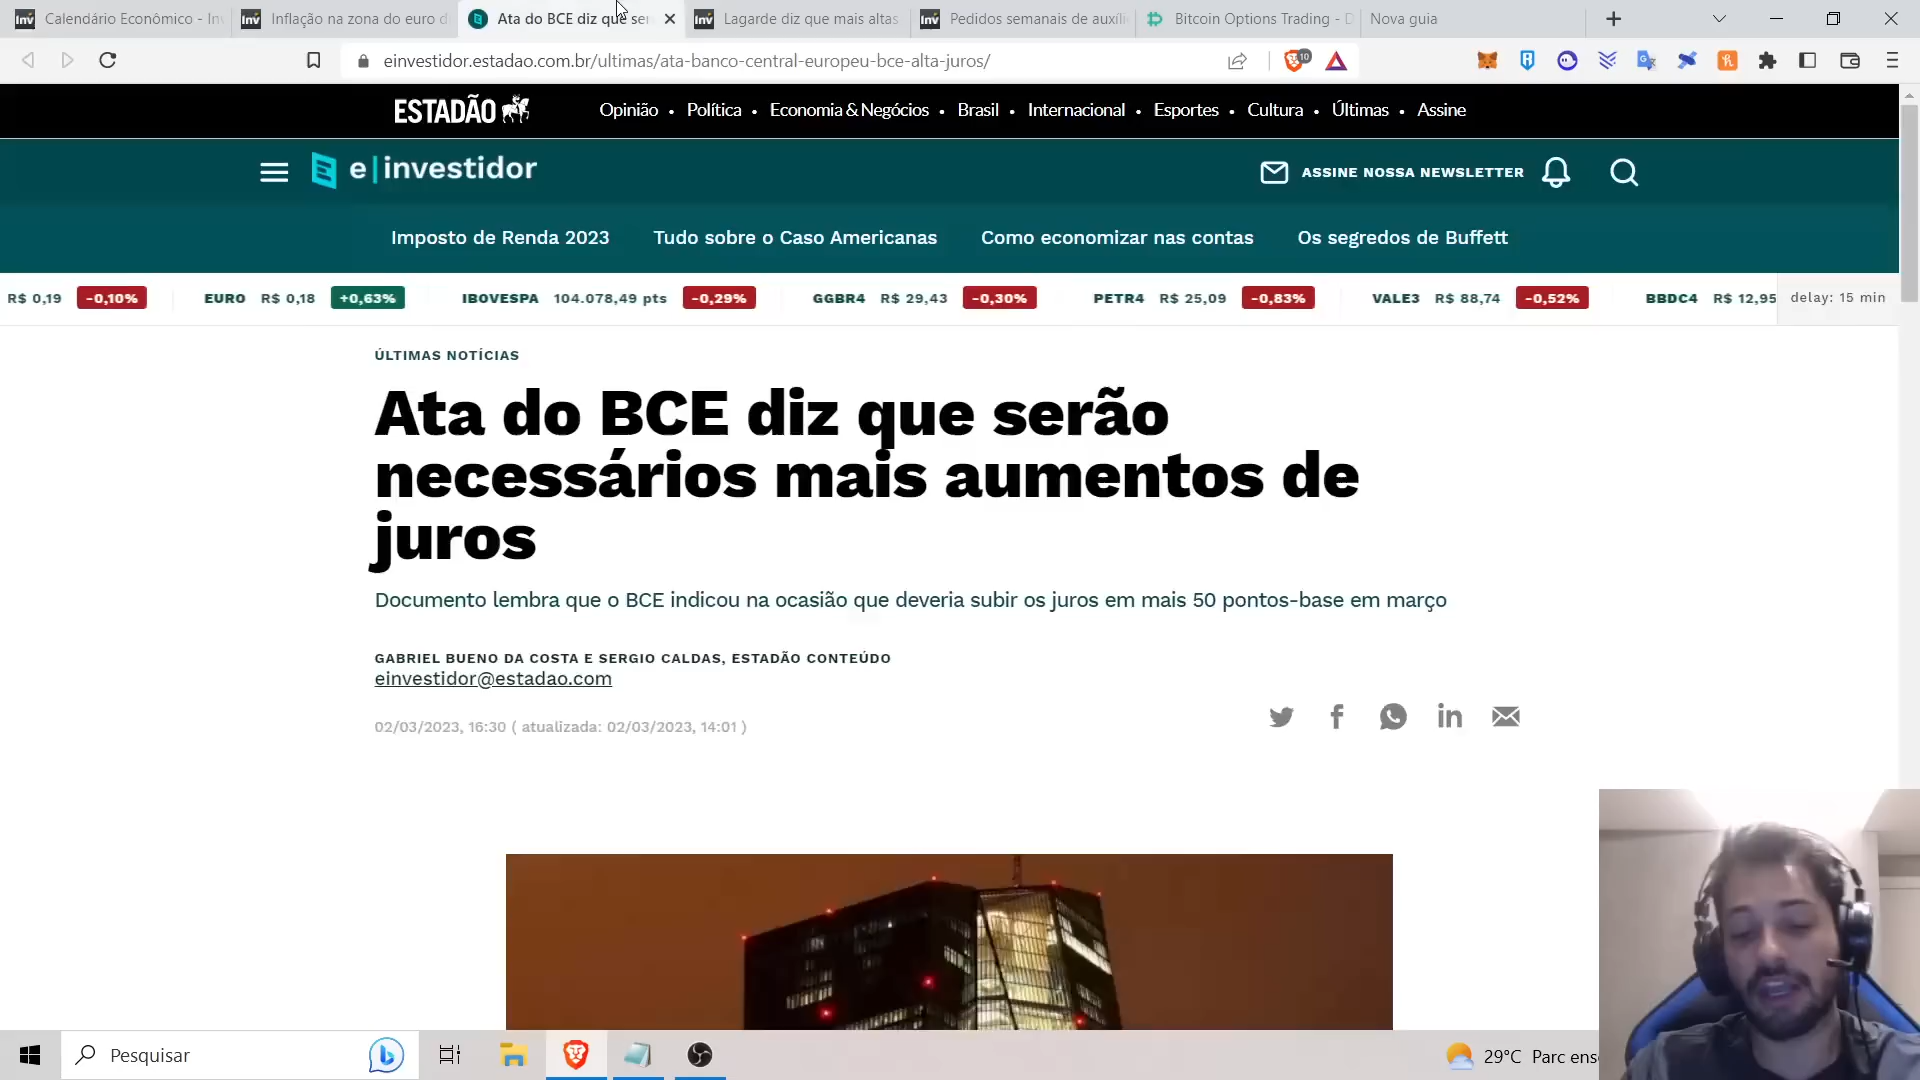 Calendário Econômico - Inv
Inflação na zona do euro d
Ata do BCE diz que ser
Lagarde diz que mais altas
Pedidos semanais de auxíli
Bitcoin Options Trading - D
Nova guia
einvestidor.estadao.com.br/ultimas/ata-banco-central-europeu-bce-alta-juros/
10
ESTADÃO
Opinião • Política • Economia & Negócios • Brasil • Internacional • Esportes • Cultura • Últimas • Assine
e|investidor
ASSINE NOSSA NEWSLETTER
Imposto de Renda 2023 Tudo sobre o Caso Americanas Como economizar nas contas Os segredos de Buffett
R$ 0,19 -0,10% EURO R$ 0,18 +0,63% IBOVESPA 104.078,49 pts -0,29% GGBR4 R$ 29,43 -0,30% PETR4 R$ 25,09 -0,83% VALE3 R$ 88,74 -0,52% BBDC4 R$ 12,95 delay: 15 min
ÚLTIMAS NOTÍCIAS
Ata do BCE diz que serão
necessários mais aumentos de
juros
Documento lembra que o BCE indicou na ocasião que deveria subir os juros em mais 50 pontos-base em março
GABRIEL BUENO DA COSTA E SERGIO CALDAS, ESTADÃO CONTEÚDO
einvestidor@estadao.com
02/03/2023, 16:30 ( atualizada: 02/03/2023, 14:01 )
Pesquisar
29°C Parc ens